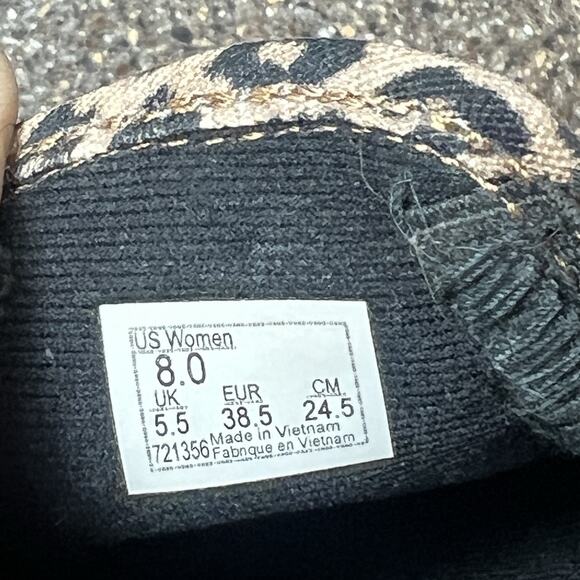 US Women
8.0
UK EUR CM
5.5 38.5 24.5
Made in Vietnam
721356 Fabrique en Vietnam